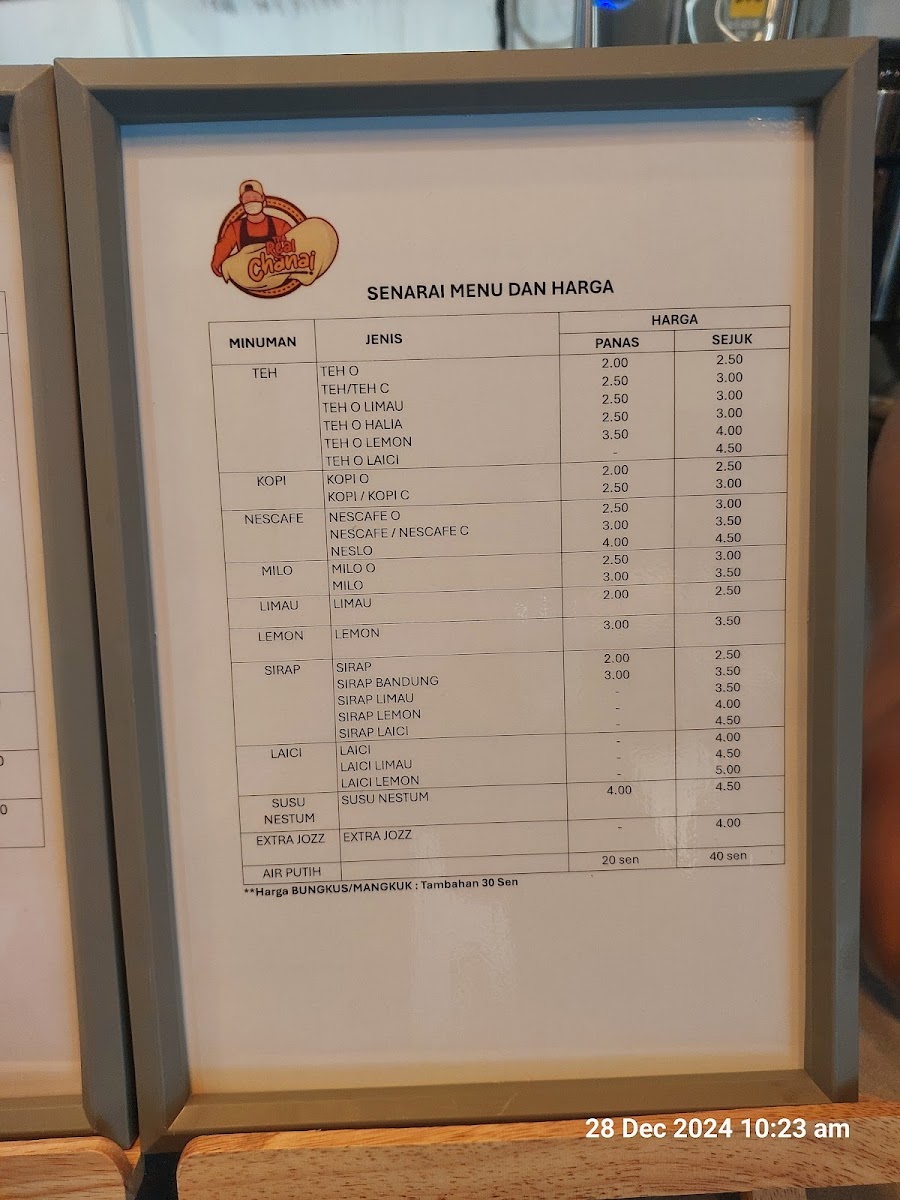 The Real
Chanai
SENARAI MENU DAN HARGA
MINUMAN JENIS HARGA
PANAS SEJUK
TEH TEH O 2.00 2.50
TEH/TEH C 2.50 3.00
TEH O LIMAU 2.50 3.00
TEH O HALIA 2.50 3.00
TEH O LEMON 3.50 4.00
TEH O LAICI - 4.50
KOPI KOPI O 2.00 2.50
KOPI / KOPI C 2.50 3.00
NESCAFE NESCAFE O 2.50 3.00
NESCAFE / NESCAFE C 3.00 3.50
NESLO 4.00 4.50
MILO MILO O 2.50 3.00
MILO 3.00 3.50
LIMAU LIMAU 2.00 2.50
LEMON LEMON 3.00 3.50
SIRAP SIRAP 2.00 2.50
SIRAP BANDUNG 3.00 3.50
SIRAP LIMAU - 3.50
SIRAP LEMON - 4.00
SIRAP LAICI - 4.50
LAICI LAICI - 4.00
LAICI LIMAU - 4.50
LAICI LEMON - 5.00
SUSU NESTUM SUSU NESTUM 4.00 4.50
EXTRA JOZZ EXTRA JOZZ - 4.00
AIR PUTIH 20 sen 40 sen
**Harga BUNGKUS/MANGKUK : Tambahan 30 Sen
28 Dec 2024 10:23 am